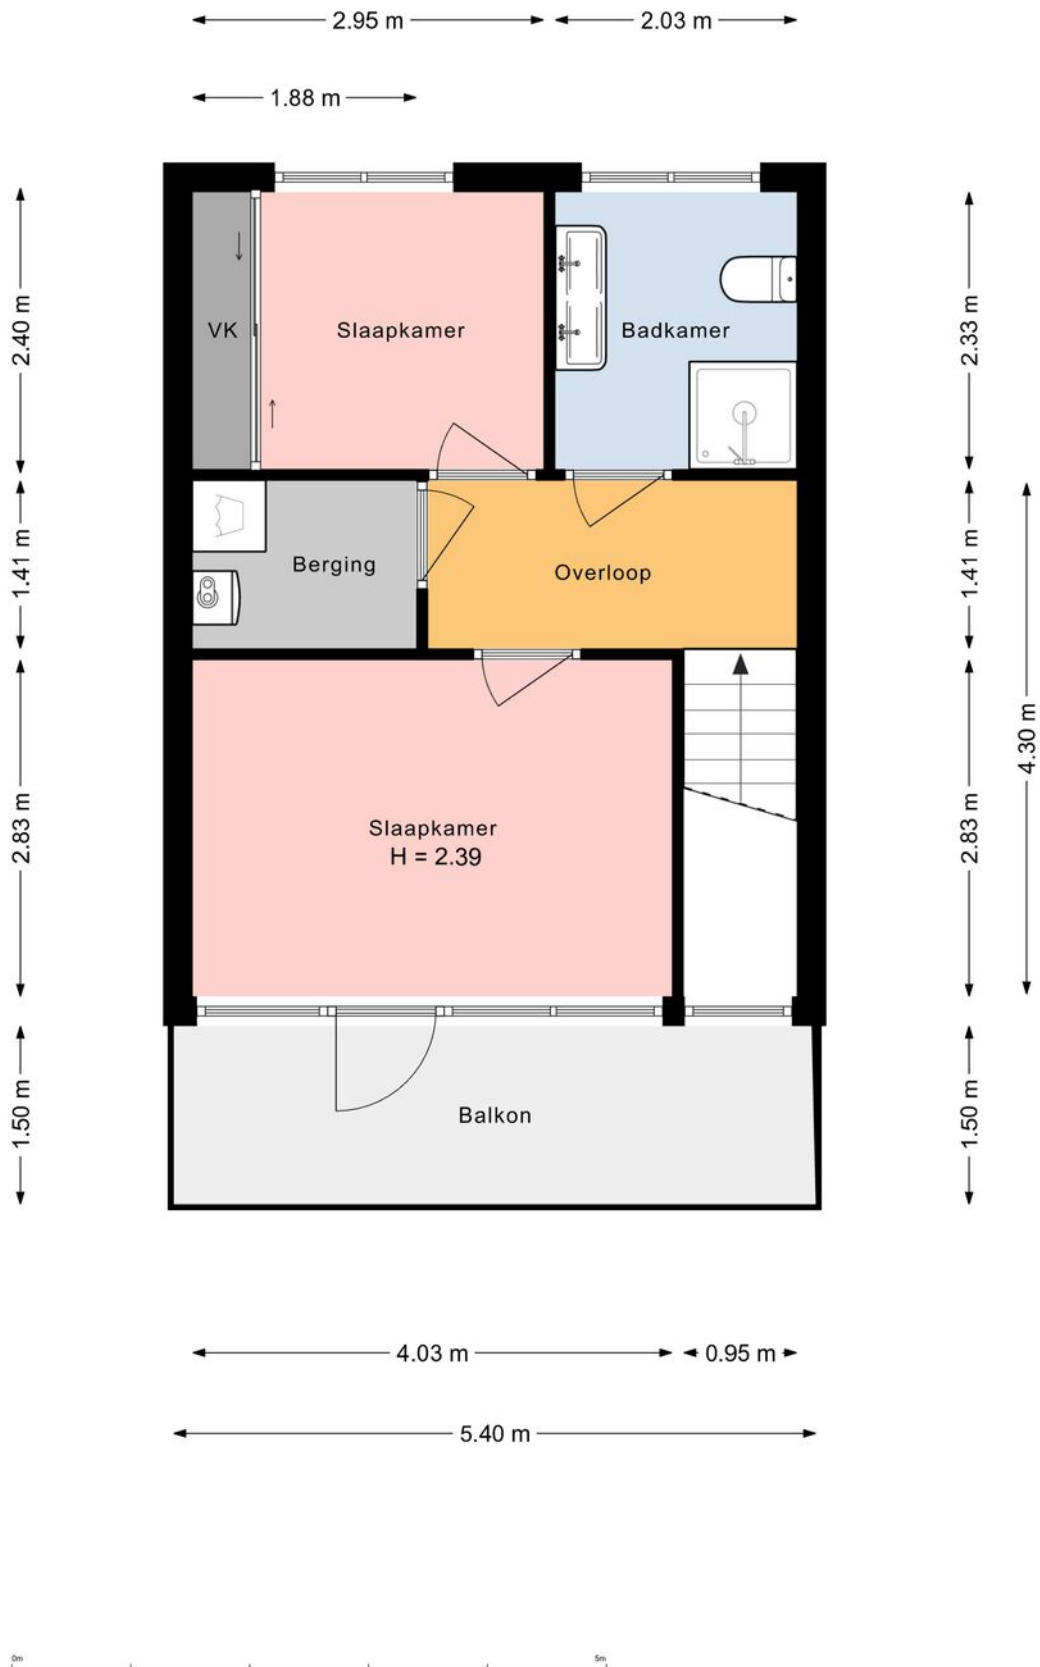 2.95 m
2.03 m
1.88 m
2.40 m
2.33 m
VK
Slaapkamer
Badkamer
1.41 m
1.41 m
Berging
Overloop
4.30 m
2.83 m
2.83 m
Slaapkamer
H = 2.39
1.50 m
1.50 m
Balkon
4.03 m
0.95 m
5.40 m
0m
5m